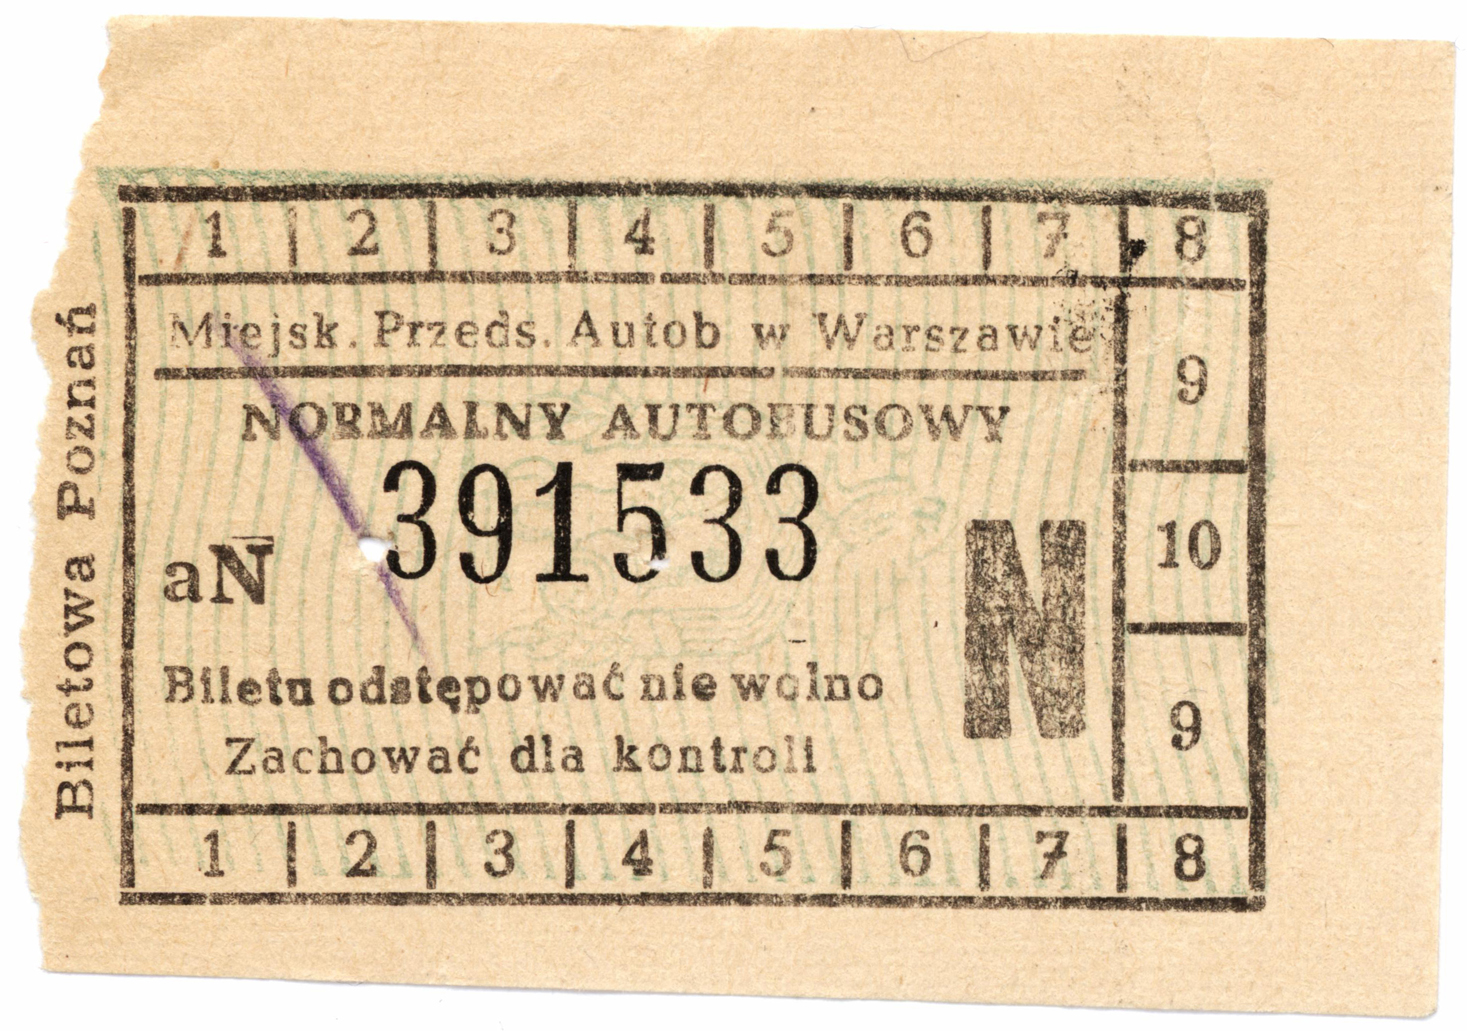 1 | 2 | 3 | 4 | 5 | 6 | 7 | 8
Miejsk. Przeds. Autob w Warszawie
9
NORMALNY AUTOBUSOWY
391533
aN
N
10
Biletu odstępować nie wolno
9
Zachować dla kontroli
1 | 2 | 3 | 4 | 5 | 6 | 7 | 8
Biletowa Poznań